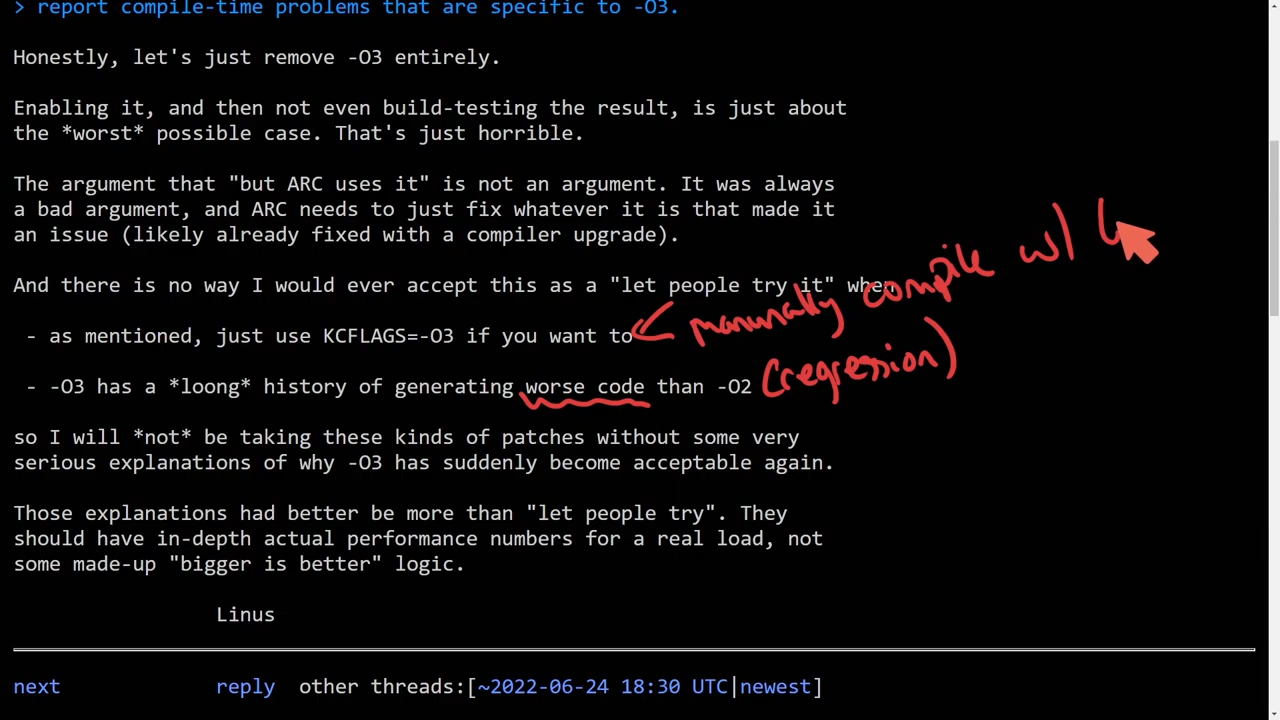 > report compile-time problems that are specific to -O3.
Honestly, let's just remove -O3 entirely.
Enabling it, and then not even build-testing the result, is just about
the *worst* possible case. That's just horrible.
The argument that "but ARC uses it" is not an argument. It was always
a bad argument, and ARC needs to just fix whatever it is that made it
an issue (likely already fixed with a compiler upgrade).
And there is no way I would ever accept this as a "let people try it" when
- as mentioned, just use KCFLAGS=-O3 if you want to
manually compile w/
- -O3 has a *loong* history of generating worse code than -O2
(regression)
so I will *not* be taking these kinds of patches without some very
serious explanations of why -O3 has suddenly become acceptable again.
Those explanations had better be more than "let people try". They
should have in-depth actual performance numbers for a real load, not
some made-up "bigger is better" logic.
Linus
next reply other threads:[~2022-06-24 18:30 UTC|newest]